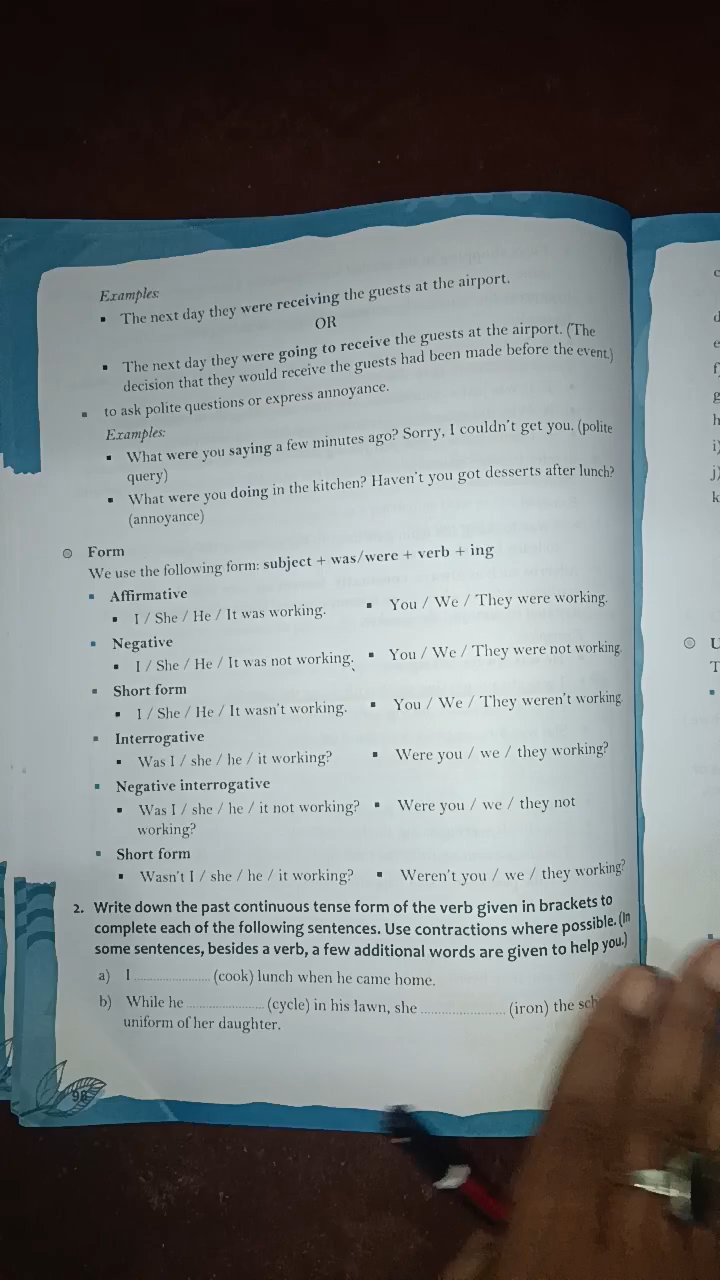 Examples:
The next day they were receiving the guests at the airport.
OR
The next day they were going to receive the guests at the airport. (The
decision that they would receive the guests had been made before the event.)
to ask polite questions or express annoyance.
Examples:
What were you saying a few minutes ago? Sorry, I couldn't get you. (polite
query)
What were you doing in the kitchen? Haven't you got desserts after lunch?
(annoyance)
Form
We use the following form: subject + was/were + verb + ing
Affirmative
I / She / He / It was working.
You / We / They were working.
Negative
I / She / He / It was not working.
You / We / They were not working.
Short form
I / She / He / It wasn't working.
You / We / They weren't working.
Interrogative
Was I / she / he / it working?
Were you / we / they working?
Negative interrogative
Was I / she / he / it not working?
Were you / we / they not
working?
Short form
Wasn't I / she / he / it working?
Weren't you / we / they working?
2. Write down the past continuous tense form of the verb given in brackets to
complete each of the following sentences. Use contractions where possible. (In
some sentences, besides a verb, a few additional words are given to help you.)
a) I .................... (cook) lunch when he came home.
b) While he .................... (cycle) in his lawn, she ...................... (iron) the
uniform of her daughter.
98
g
h
i)
j)
k